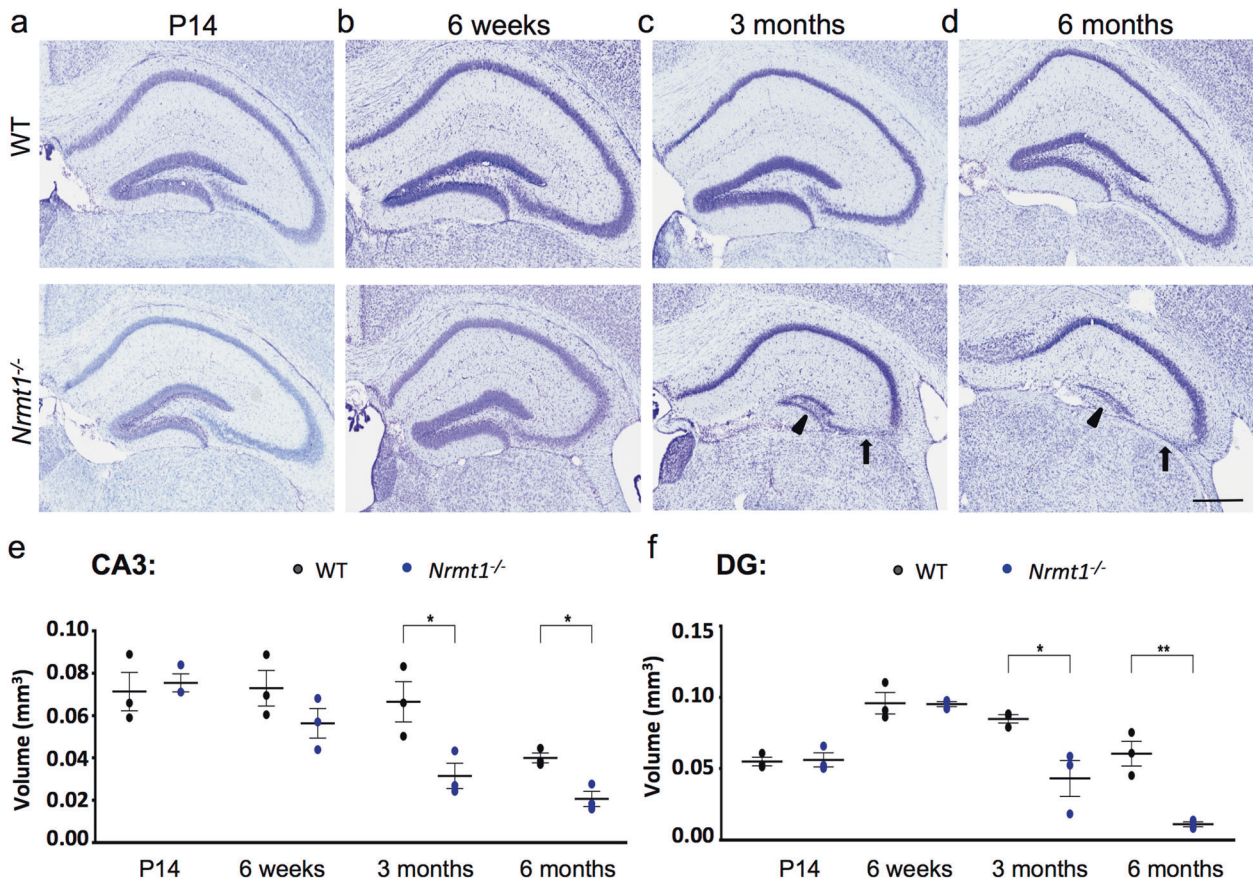 a P14 b 6 weeks c 3 months d 6 months
WT
Nrmt1-/-
e f
CA3: WT Nrmt1-/-
DG: WT Nrmt1-/-
Volume (mm³)
0.10
0.08
0.06
0.04
0.02
0.00
* *
P14 6 weeks 3 months 6 months
Volume (mm³)
0.15
0.10
0.05
0.00
* **
P14 6 weeks 3 months 6 months